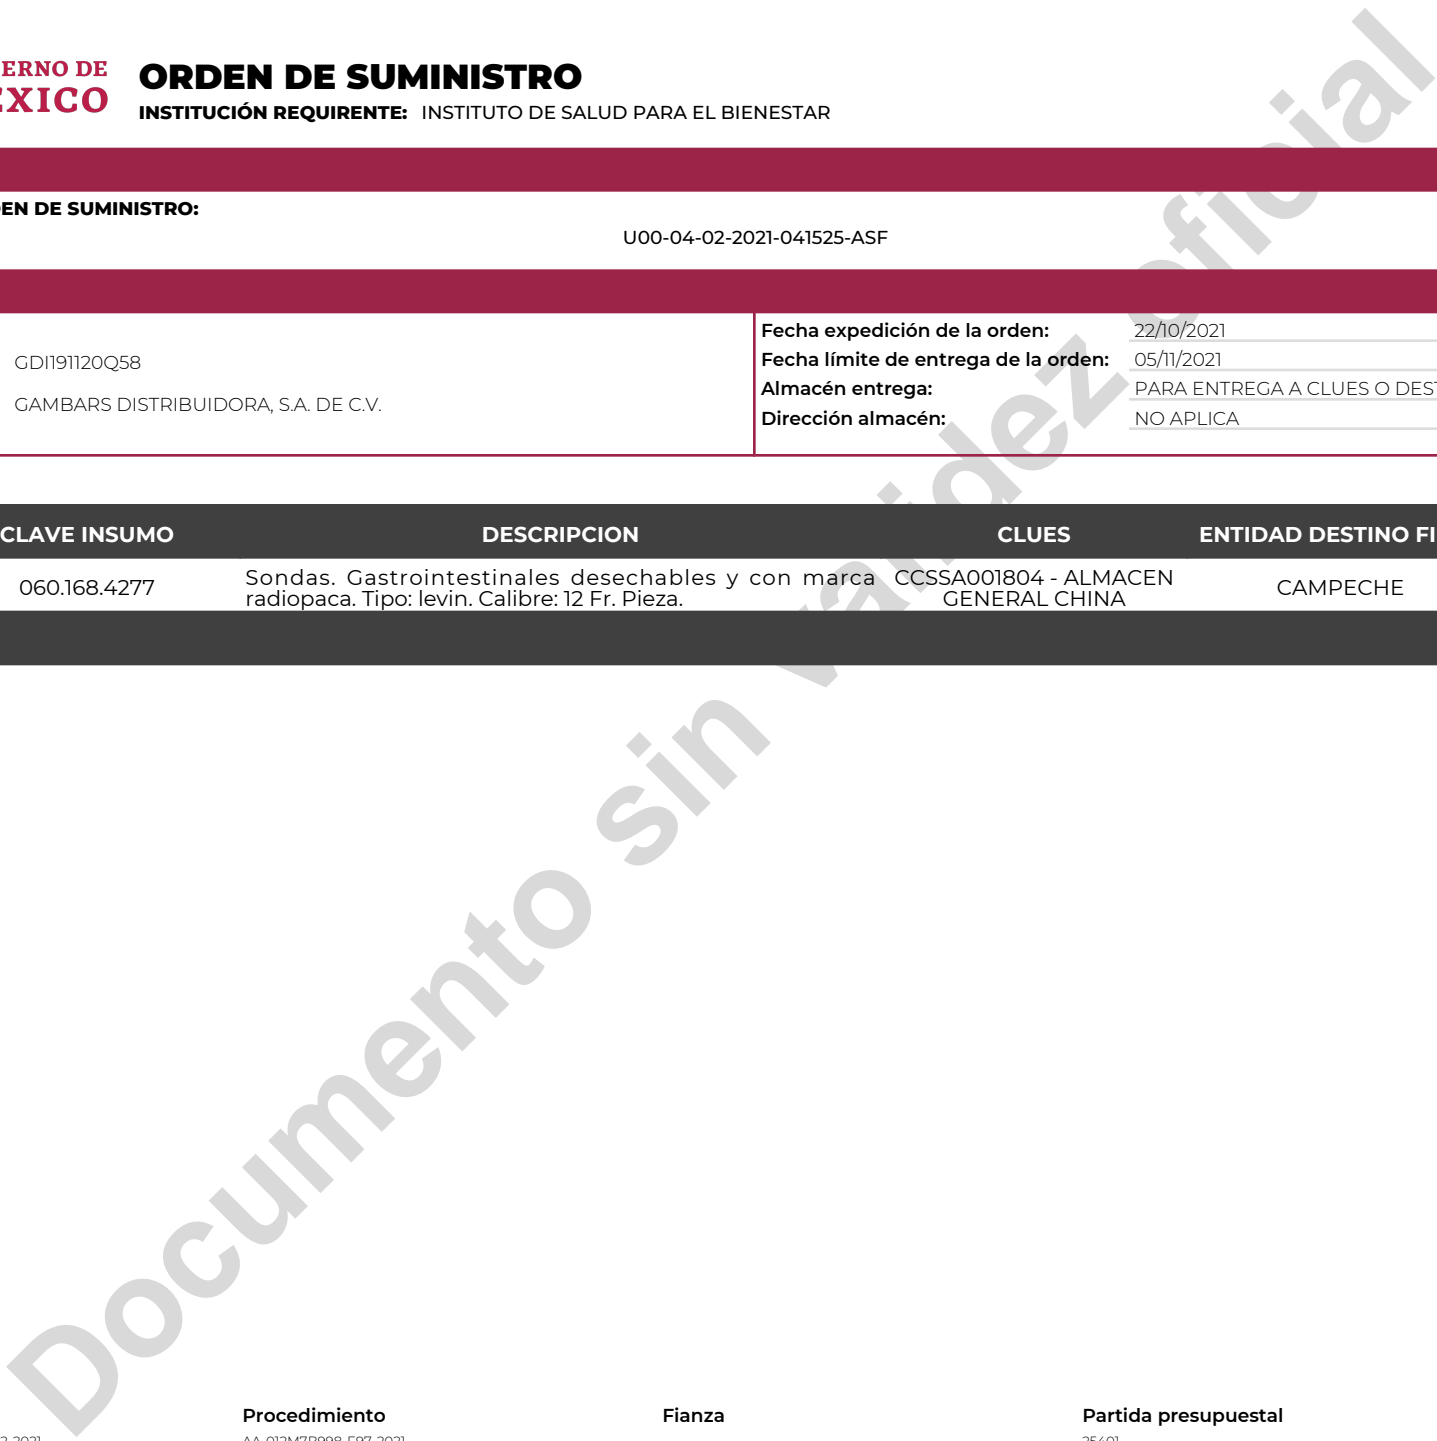 ERNO DE
EXICO
ORDEN DE SUMINISTRO
INSTITUCIÓN REQUIRENTE: INSTITUTO DE SALUD PARA EL BIENESTAR
EN DE SUMINISTRO:
U00-04-02-2021-041525-ASF
GDI191120Q58
GAMBARS DISTRIBUIDORA, S.A. DE C.V.
Fecha expedición de la orden: 22/10/2021
Fecha límite de entrega de la orden: 05/11/2021
Almacén entrega: PARA ENTREGA A CLUES O DEST
Dirección almacén: NO APLICA
CLAVE INSUMO DESCRIPCION CLUES ENTIDAD DESTINO FI
060.168.4277 Sondas. Gastrointestinales desechables y con marca radiopaca. Tipo: levin. Calibre: 12 Fr. Pieza. CCSSA001804 - ALMACEN GENERAL CHINA CAMPECHE
Documento sin validez oficial
Procedimiento Fianza Partida presupuestal